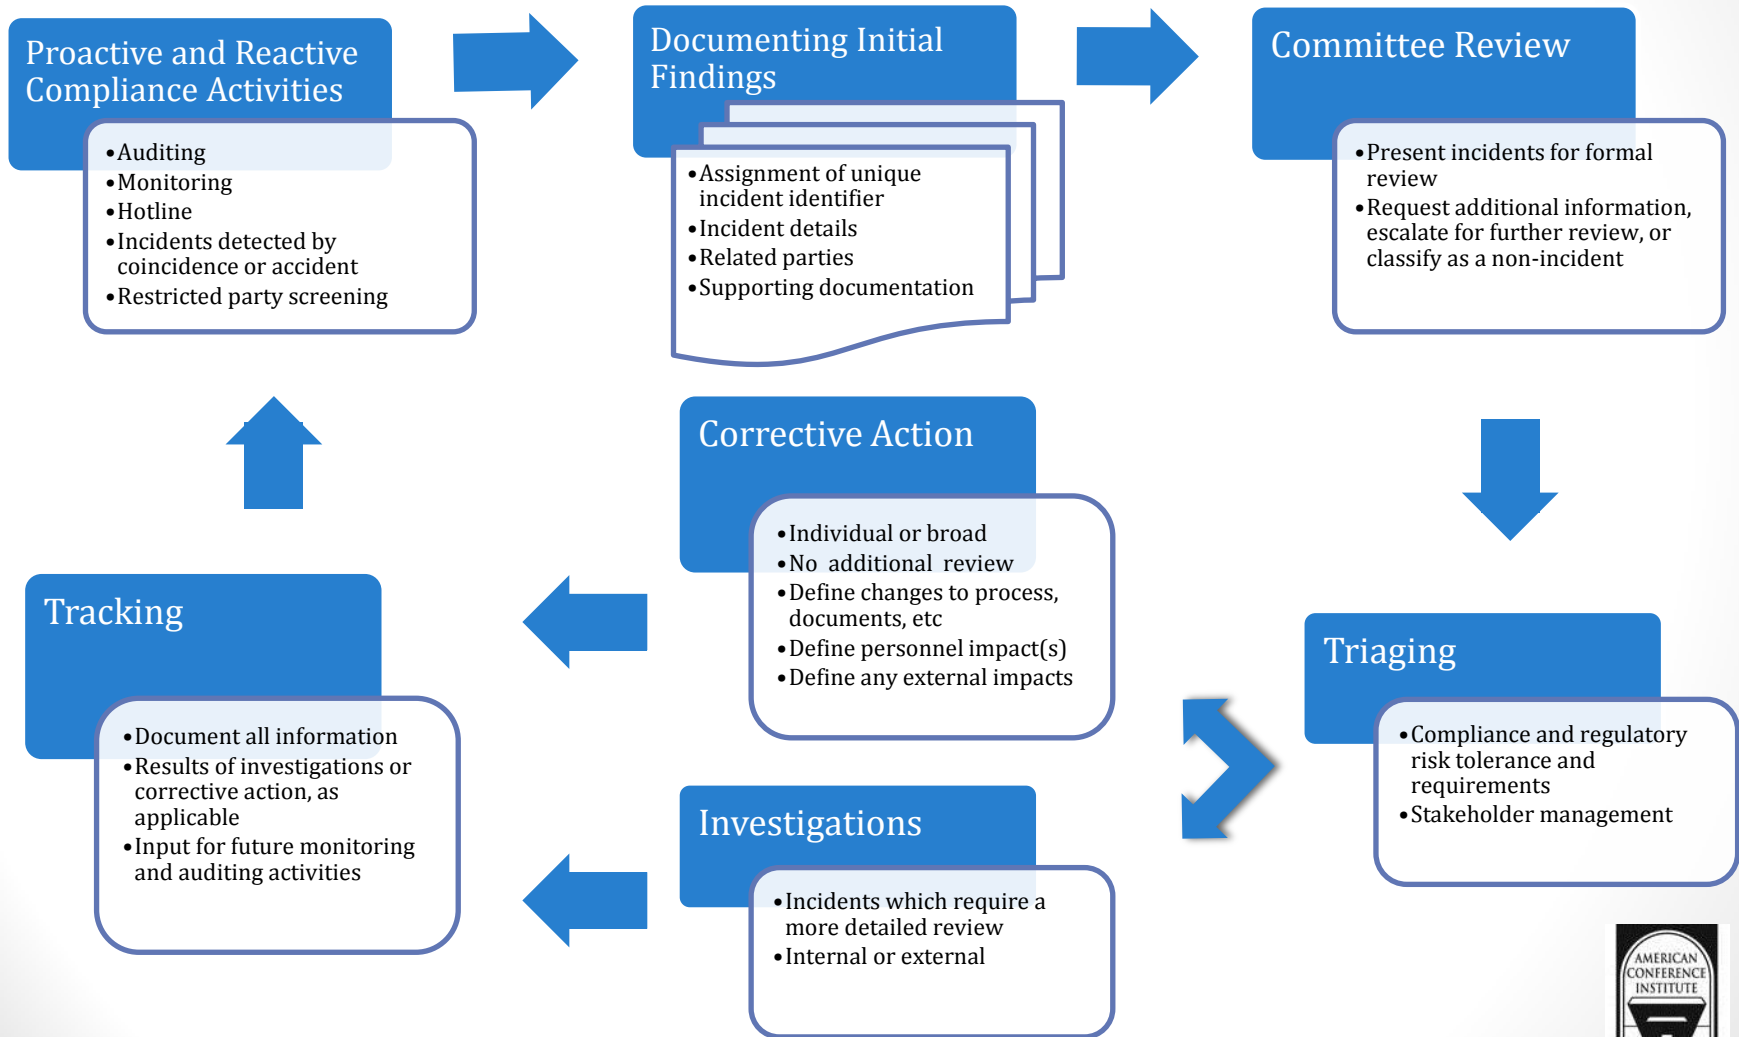 Proactive and Reactive
Compliance Activities
•Auditing
•Monitoring
•Hotline
•Incidents detected by
coincidence or accident
•Restricted party screening
Documenting Initial
Findings
•Assignment of unique
incident identifier
•Incident details
•Related parties
•Supporting documentation
Committee Review
•Present incidents for formal
review
•Request additional information,
escalate for further review, or
classify as a non-incident
Corrective Action
•Individual or broad
•No additional review
•Define changes to process,
documents, etc
•Define personnel impact(s)
•Define any external impacts
Tracking
•Document all information
•Results of investigations or
corrective action, as
applicable
•Input for future monitoring
and auditing activities
Triaging
•Compliance and regulatory
risk tolerance and
requirements
•Stakeholder management
Investigations
•Incidents which require a
more detailed review
•Internal or external
AMERICAN
CONFERENCE
INSTITUTE